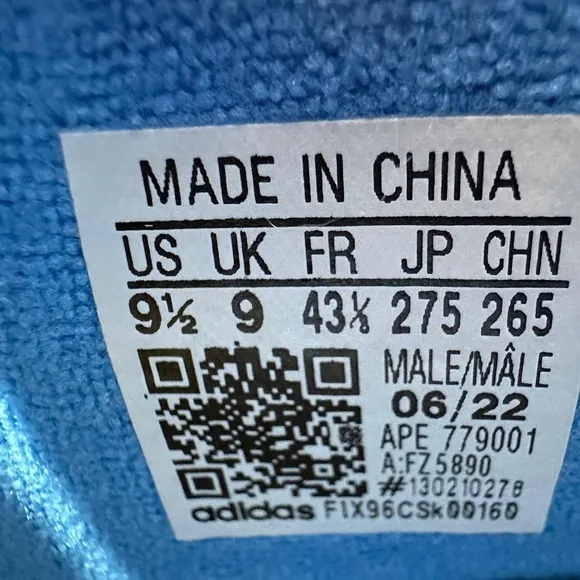 MADE IN CHINA
US UK FR JP CHN
9½ 9 43⅓ 275 265
MALE/MÂLE
06/22
APE 779001
A:FZ5890
#130210278
adidas F1X96CSk00160